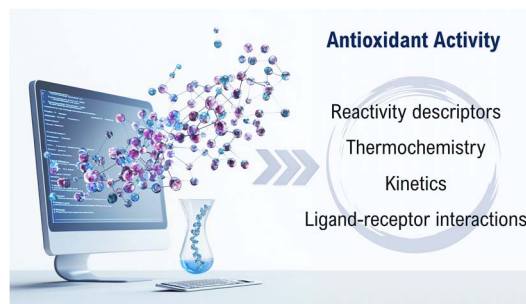 Antioxidant Activity
Reactivity descriptors
Thermochemistry
Kinetics
Ligand-receptor interactions